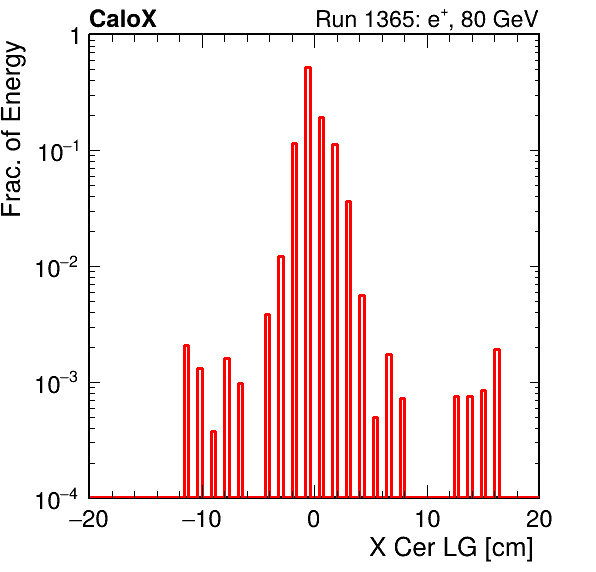 CaloX Run 1365: e⁺, 80 GeV
Frac. of Energy
1
10⁻¹
10⁻²
10⁻³
10⁻⁴
−20 −10 0 10 20
X Cer LG [cm]